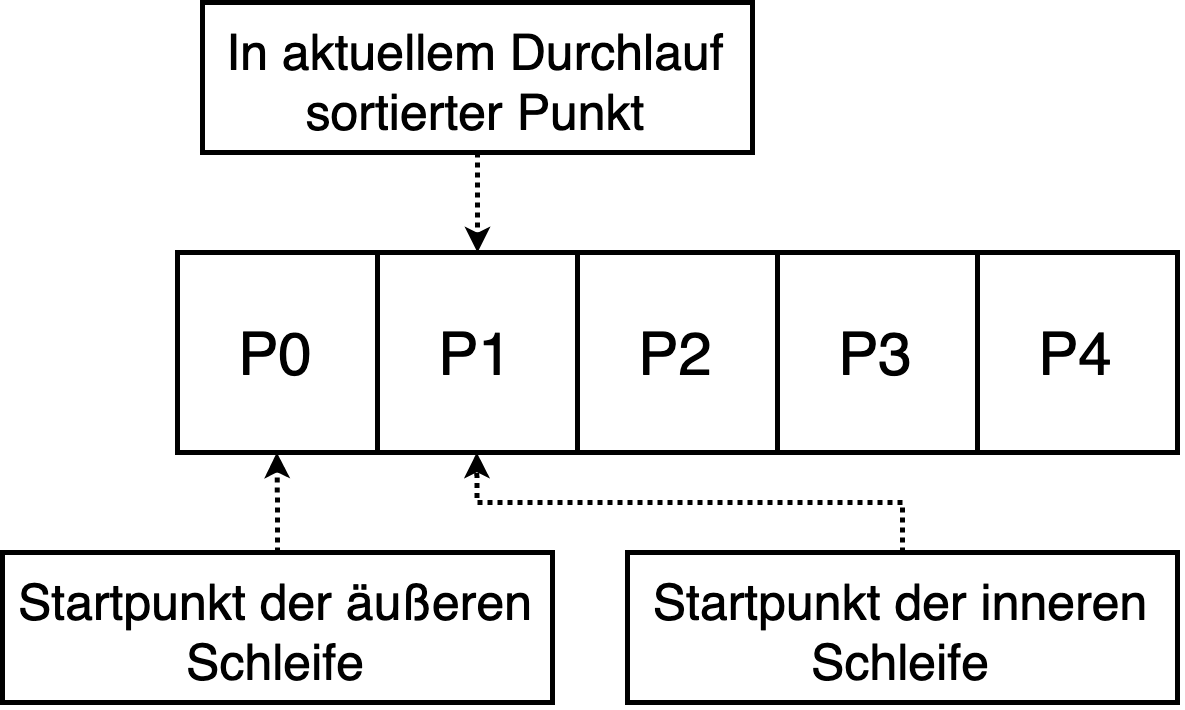 In aktuellem Durchlauf
sortierter Punkt
P0 P1 P2 P3 P4
Startpunkt der äußeren
Schleife
Startpunkt der inneren
Schleife